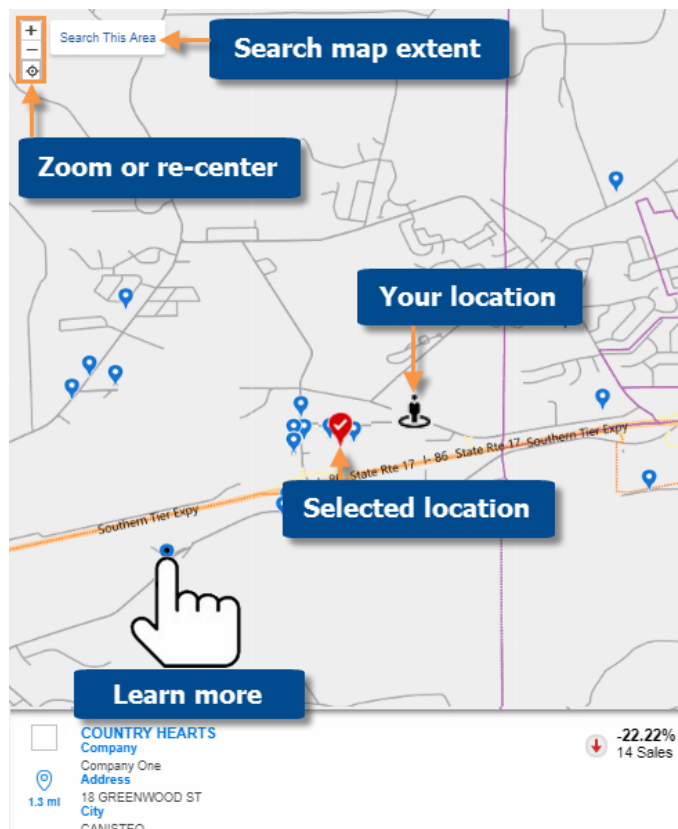 +
Search This Area
Search map extent
−
Zoom or re-center
Your location
Southern Tier Expy
I- 86 State Rte 17 I- 86 State Rte 17 Southern Tier Expy
Selected location
Learn more
COUNTRY HEARTS
Company
Company One
Address
18 GREENWOOD ST
City
CANISTEO
1.3 mi
-22.22%
14 Sales